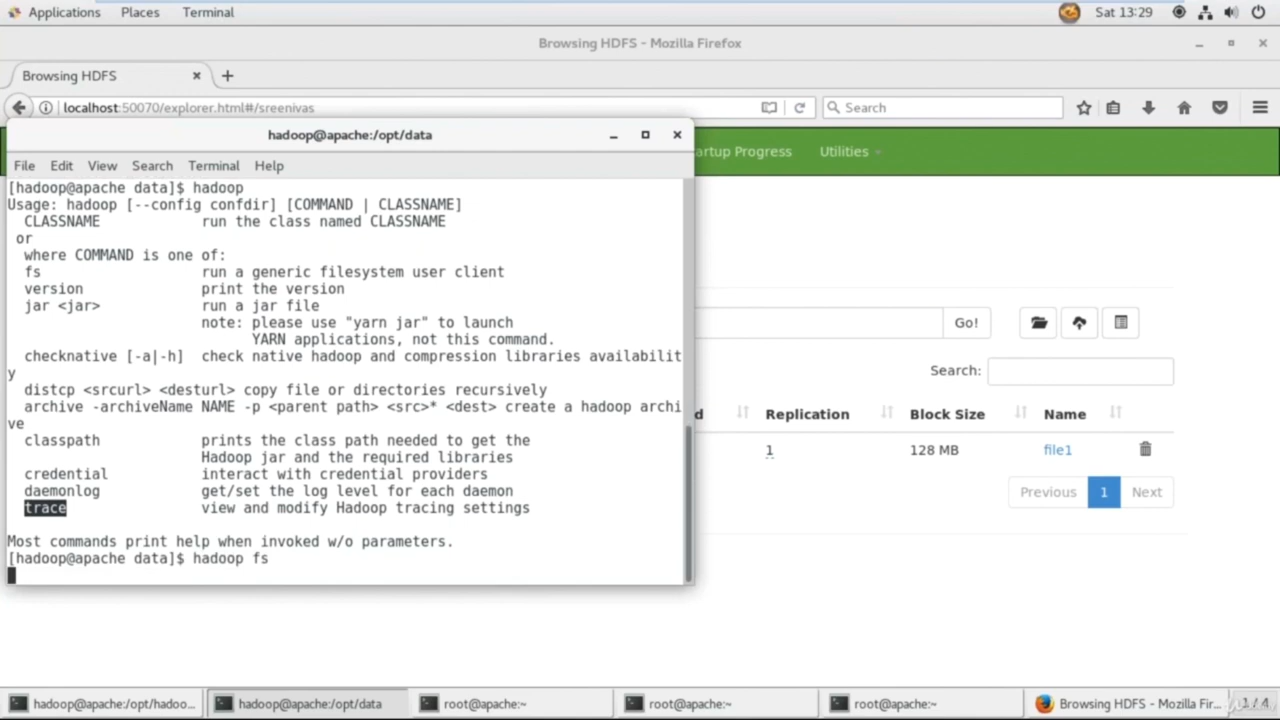 Applications Places Terminal Sat 13:29
Browsing HDFS - Mozilla Firefox
Browsing HDFS
localhost:50070/explorer.html#/sreenivas Search
hadoop@apache:/opt/data
artup Progress Utilities
File Edit View Search Terminal Help
[hadoop@apache data]$ hadoop
Usage: hadoop [--config confdir] [COMMAND | CLASSNAME]
CLASSNAME run the class named CLASSNAME
or
where COMMAND is one of:
fs run a generic filesystem user client
version print the version
jar <jar> run a jar file
note: please use "yarn jar" to launch
YARN applications, not this command.
checknative [-a|-h] check native hadoop and compression libraries availabilit
y
distcp <srcurl> <desturl> copy file or directories recursively
archive -archiveName NAME -p <parent path> <src>* <dest> create a hadoop archi
ve
classpath prints the class path needed to get the
Hadoop jar and the required libraries
credential interact with credential providers
daemonlog get/set the log level for each daemon
trace view and modify Hadoop tracing settings
Most commands print help when invoked w/o parameters.
[hadoop@apache data]$ hadoop fs
Go!
Search:
d Replication Block Size Name
1 128 MB file1
Previous 1 Next
hadoop@apache:/opt/hadoo... hadoop@apache:/opt/data root@apache:~ root@apache:~ root@apache:~ Browsing HDFS - Mozilla Fir... 1 / 4